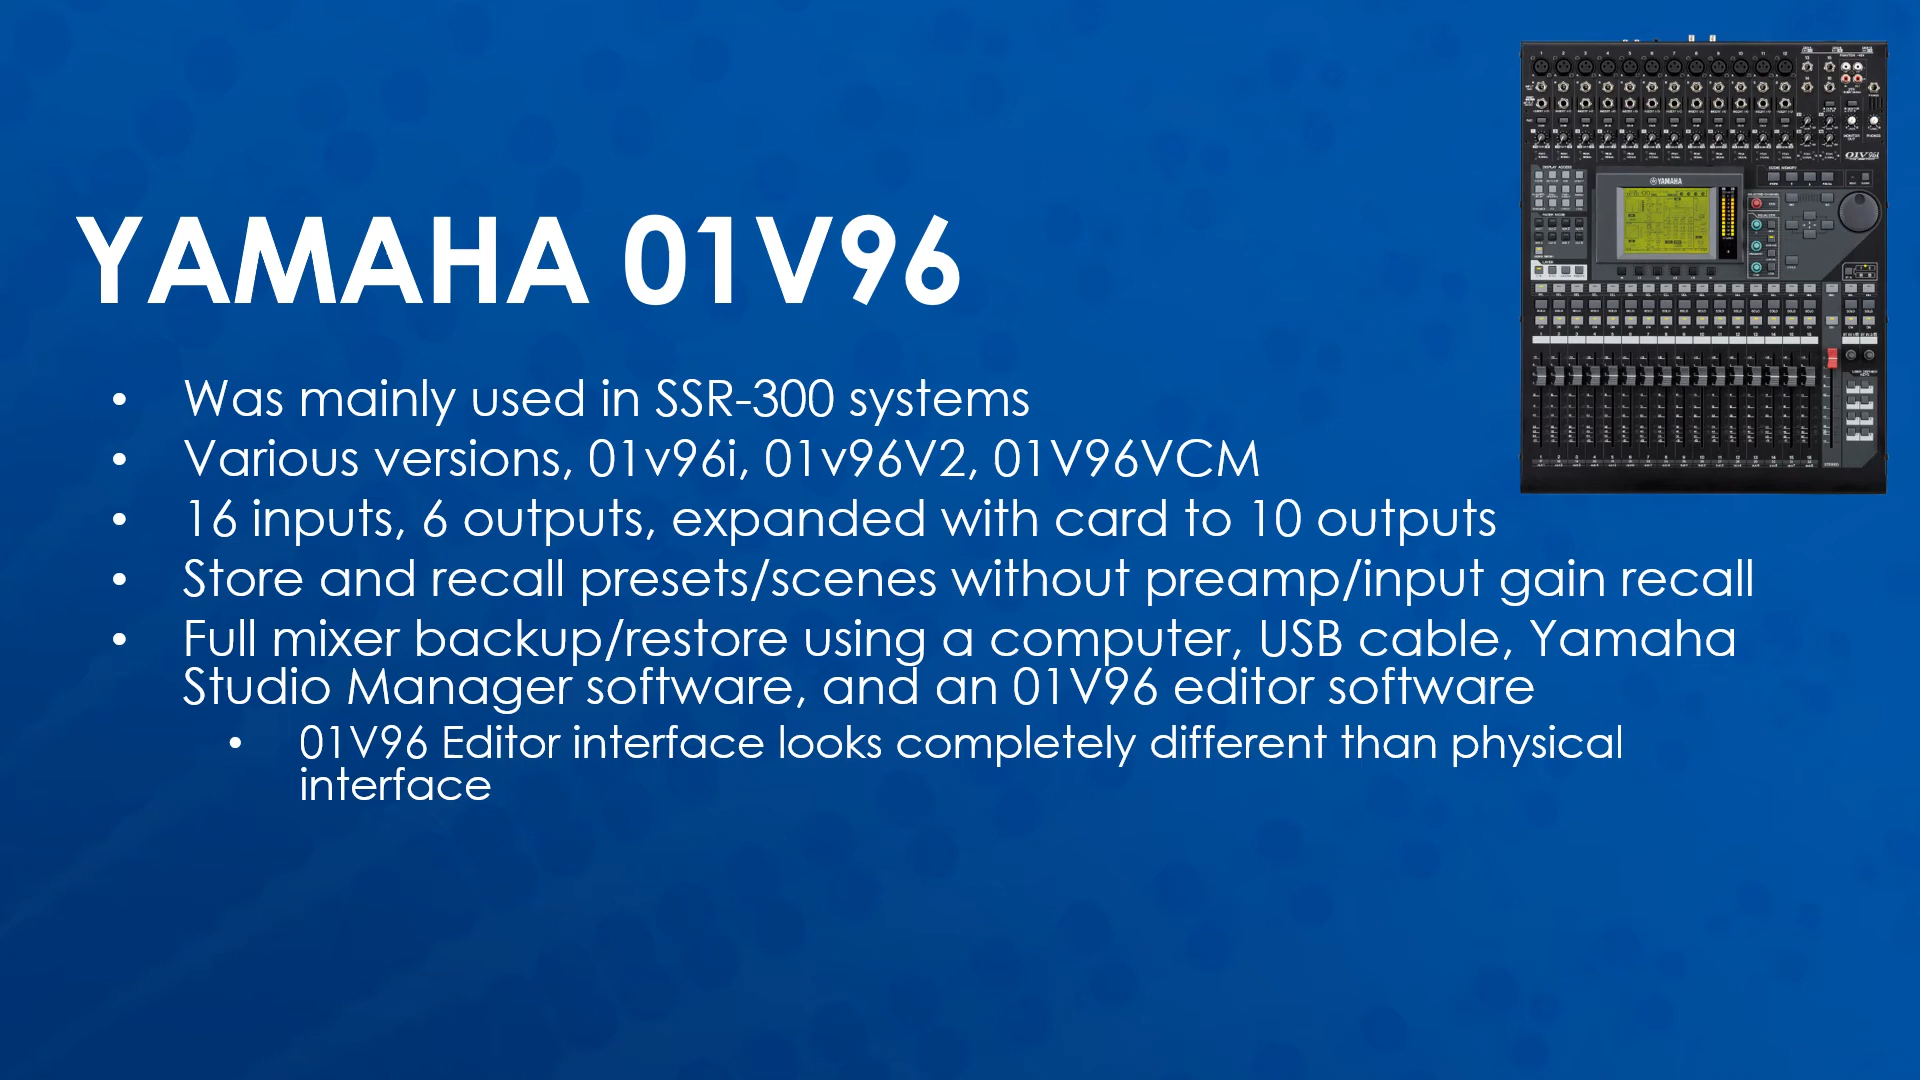 YAMAHA 01V96
• Was mainly used in SSR-300 systems
• Various versions, 01v96i, 01v96V2, 01V96VCM
• 16 inputs, 6 outputs, expanded with card to 10 outputs
• Store and recall presets/scenes without preamp/input gain recall
• Full mixer backup/restore using a computer, USB cable, Yamaha
Studio Manager software, and an 01V96 editor software
• 01V96 Editor interface looks completely different than physical
interface
YAMAHA
01V96i